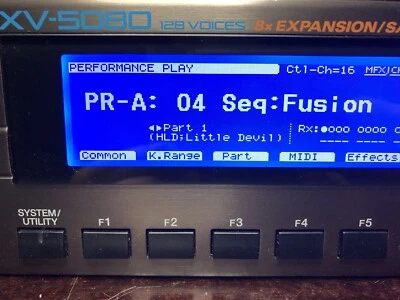 XV-5080 128 VOICES 8x EXPANSION/SA
PERFORMANCE PLAY Ctl-Ch=16 MFX/CH
PR-A: 04 Seq:Fusion
Part 1 Rx:
(HLD:Little Devil)
Common K.Range Part MIDI Effects
SYSTEM/
UTILITY F1 F2 F3 F4 F5